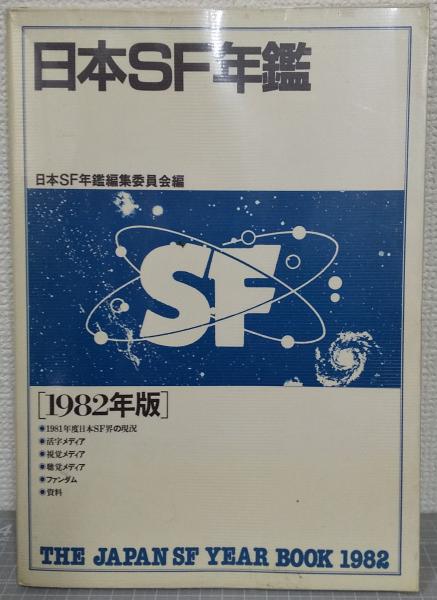 日本SF年鑑
日本SF年鑑編集委員会編
SF
[1982年版]
●1981年度日本SF界の現況
●活字メディア
●視覚メディア
●聴覚メディア
●ファンダム
●資料
THE JAPAN SF YEAR BOOK 1982